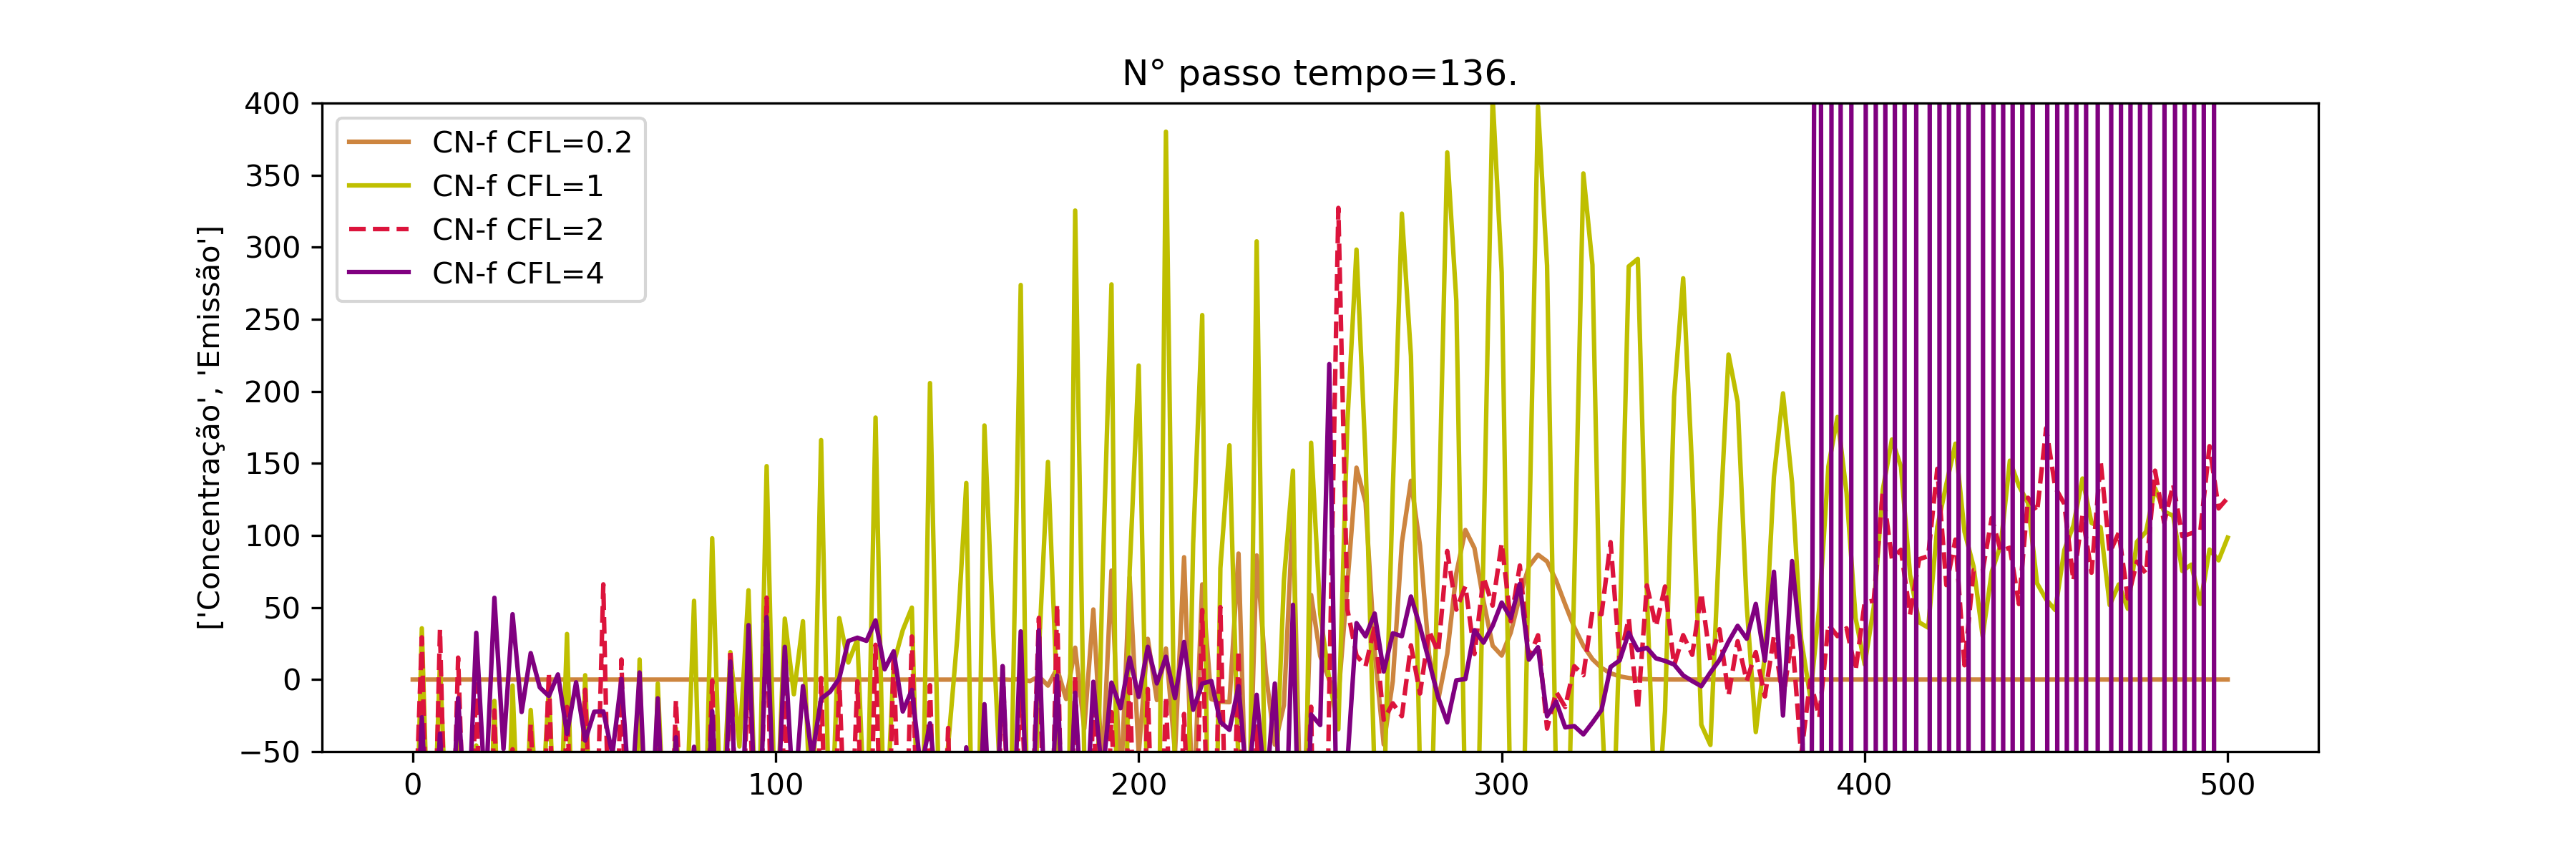 N° passo tempo=136.
400
350
300
250
200
150
100
50
0
−50
['Concentração', 'Emissão']
CN-f CFL=0.2
CN-f CFL=1
CN-f CFL=2
CN-f CFL=4
0 100 200 300 400 500